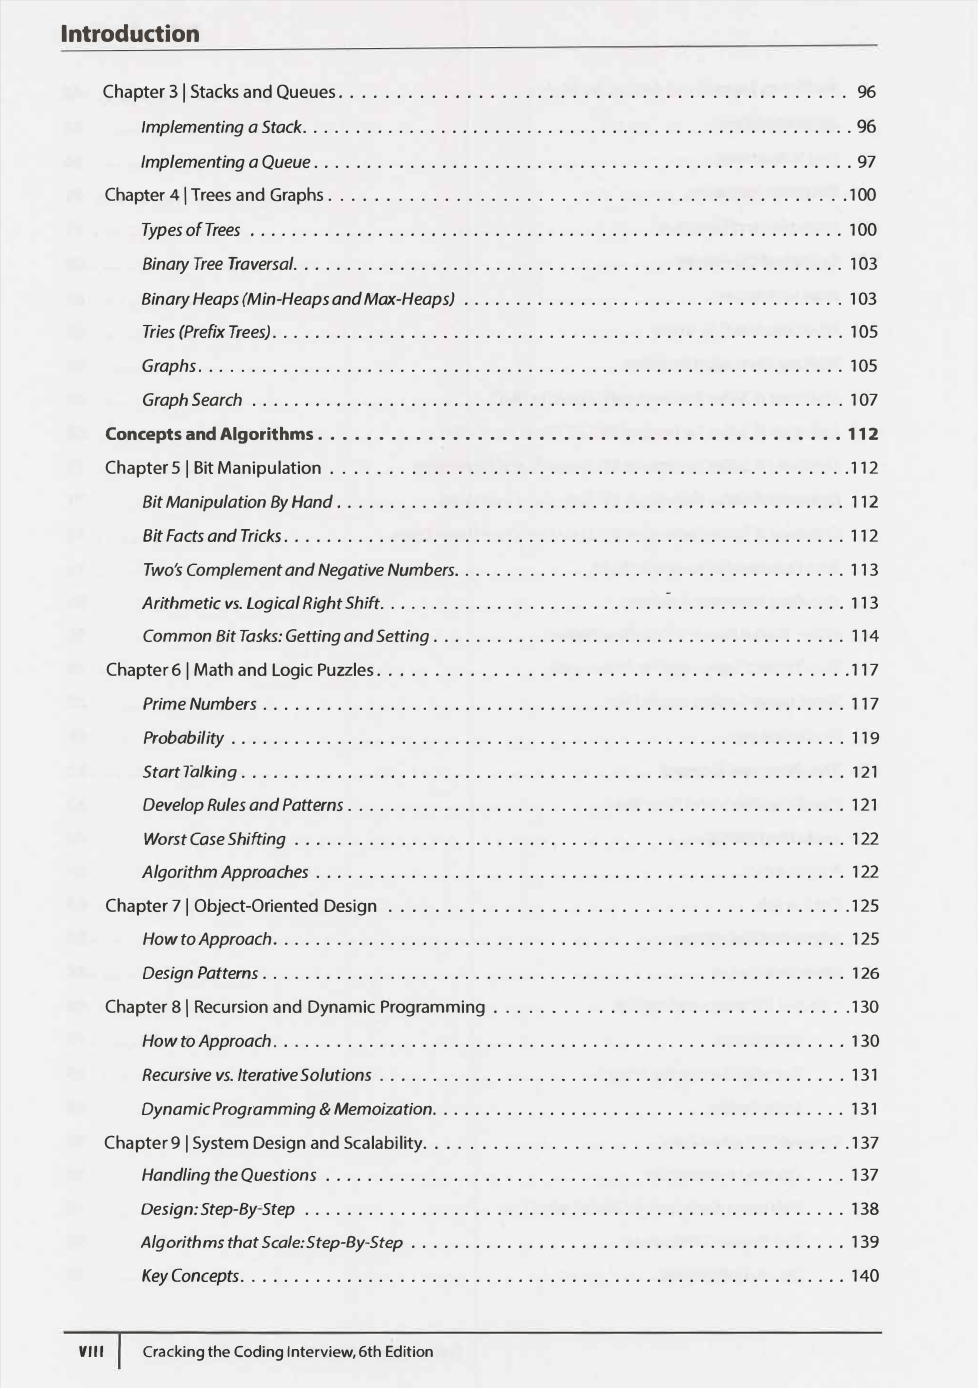 Introduction
Chapter 3 | Stacks and Queues. . . . . . . . . . . . . . . . . . . . . . . . . . . . . . . . . . . . . . . . . . . . 96
Implementing a Stack. . . . . . . . . . . . . . . . . . . . . . . . . . . . . . . . . . . . . . . . . . . . . . . . . . . . 96
Implementing a Queue . . . . . . . . . . . . . . . . . . . . . . . . . . . . . . . . . . . . . . . . . . . . . . . . . . . 97
Chapter 4 | Trees and Graphs . . . . . . . . . . . . . . . . . . . . . . . . . . . . . . . . . . . . . . . . . . . . .100
Types of Trees . . . . . . . . . . . . . . . . . . . . . . . . . . . . . . . . . . . . . . . . . . . . . . . . . . . . . . . . 100
Binary Tree Traversal. . . . . . . . . . . . . . . . . . . . . . . . . . . . . . . . . . . . . . . . . . . . . . . . . . . . 103
Binary Heaps (Min-Heaps and Max-Heaps) . . . . . . . . . . . . . . . . . . . . . . . . . . . . . . . . . . . . 103
Tries (Prefix Trees). . . . . . . . . . . . . . . . . . . . . . . . . . . . . . . . . . . . . . . . . . . . . . . . . . . . . . 105
Graphs. . . . . . . . . . . . . . . . . . . . . . . . . . . . . . . . . . . . . . . . . . . . . . . . . . . . . . . . . . . . . 105
Graph Search . . . . . . . . . . . . . . . . . . . . . . . . . . . . . . . . . . . . . . . . . . . . . . . . . . . . . . . . 107
Concepts and Algorithms . . . . . . . . . . . . . . . . . . . . . . . . . . . . . . . . . . . . . . . . . . . . . 112
Chapter 5 | Bit Manipulation . . . . . . . . . . . . . . . . . . . . . . . . . . . . . . . . . . . . . . . . . . . . .112
Bit Manipulation By Hand . . . . . . . . . . . . . . . . . . . . . . . . . . . . . . . . . . . . . . . . . . . . . . . . 112
Bit Facts and Tricks . . . . . . . . . . . . . . . . . . . . . . . . . . . . . . . . . . . . . . . . . . . . . . . . . . . . . 112
Two's Complement and Negative Numbers. . . . . . . . . . . . . . . . . . . . . . . . . . . . . . . . . . . . . 113
Arithmetic vs. Logical Right Shift. . . . . . . . . . . . . . . . . . . . . . . . . . . . . . . . . . . . . . . . . . . . 113
Common Bit Tasks: Getting and Setting . . . . . . . . . . . . . . . . . . . . . . . . . . . . . . . . . . . . . . . 114
Chapter 6 | Math and Logic Puzzles. . . . . . . . . . . . . . . . . . . . . . . . . . . . . . . . . . . . . . . . .117
Prime Numbers . . . . . . . . . . . . . . . . . . . . . . . . . . . . . . . . . . . . . . . . . . . . . . . . . . . . . . . 117
Probability . . . . . . . . . . . . . . . . . . . . . . . . . . . . . . . . . . . . . . . . . . . . . . . . . . . . . . . . . . 119
Start Talking . . . . . . . . . . . . . . . . . . . . . . . . . . . . . . . . . . . . . . . . . . . . . . . . . . . . . . . . . 121
Develop Rules and Patterns . . . . . . . . . . . . . . . . . . . . . . . . . . . . . . . . . . . . . . . . . . . . . . . 121
Worst Case Shifting . . . . . . . . . . . . . . . . . . . . . . . . . . . . . . . . . . . . . . . . . . . . . . . . . . . . 122
Algorithm Approaches . . . . . . . . . . . . . . . . . . . . . . . . . . . . . . . . . . . . . . . . . . . . . . . . . . 122
Chapter 7 | Object-Oriented Design . . . . . . . . . . . . . . . . . . . . . . . . . . . . . . . . . . . . . . . .125
How to Approach. . . . . . . . . . . . . . . . . . . . . . . . . . . . . . . . . . . . . . . . . . . . . . . . . . . . . . 125
Design Patterns . . . . . . . . . . . . . . . . . . . . . . . . . . . . . . . . . . . . . . . . . . . . . . . . . . . . . . . 126
Chapter 8 | Recursion and Dynamic Programming . . . . . . . . . . . . . . . . . . . . . . . . . . . . . . .130
How to Approach. . . . . . . . . . . . . . . . . . . . . . . . . . . . . . . . . . . . . . . . . . . . . . . . . . . . . . 130
Recursive vs. Iterative Solutions . . . . . . . . . . . . . . . . . . . . . . . . . . . . . . . . . . . . . . . . . . . . 131
Dynamic Programming & Memoization. . . . . . . . . . . . . . . . . . . . . . . . . . . . . . . . . . . . . . . 131
Chapter 9 | System Design and Scalability. . . . . . . . . . . . . . . . . . . . . . . . . . . . . . . . . . . . .137
Handling the Questions . . . . . . . . . . . . . . . . . . . . . . . . . . . . . . . . . . . . . . . . . . . . . . . . . 137
Design: Step-By-Step . . . . . . . . . . . . . . . . . . . . . . . . . . . . . . . . . . . . . . . . . . . . . . . . . . . 138
Algorithms that Scale: Step-By-Step . . . . . . . . . . . . . . . . . . . . . . . . . . . . . . . . . . . . . . . . . 139
Key Concepts. . . . . . . . . . . . . . . . . . . . . . . . . . . . . . . . . . . . . . . . . . . . . . . . . . . . . . . . . 140
VIII | Cracking the Coding Interview, 6th Edition